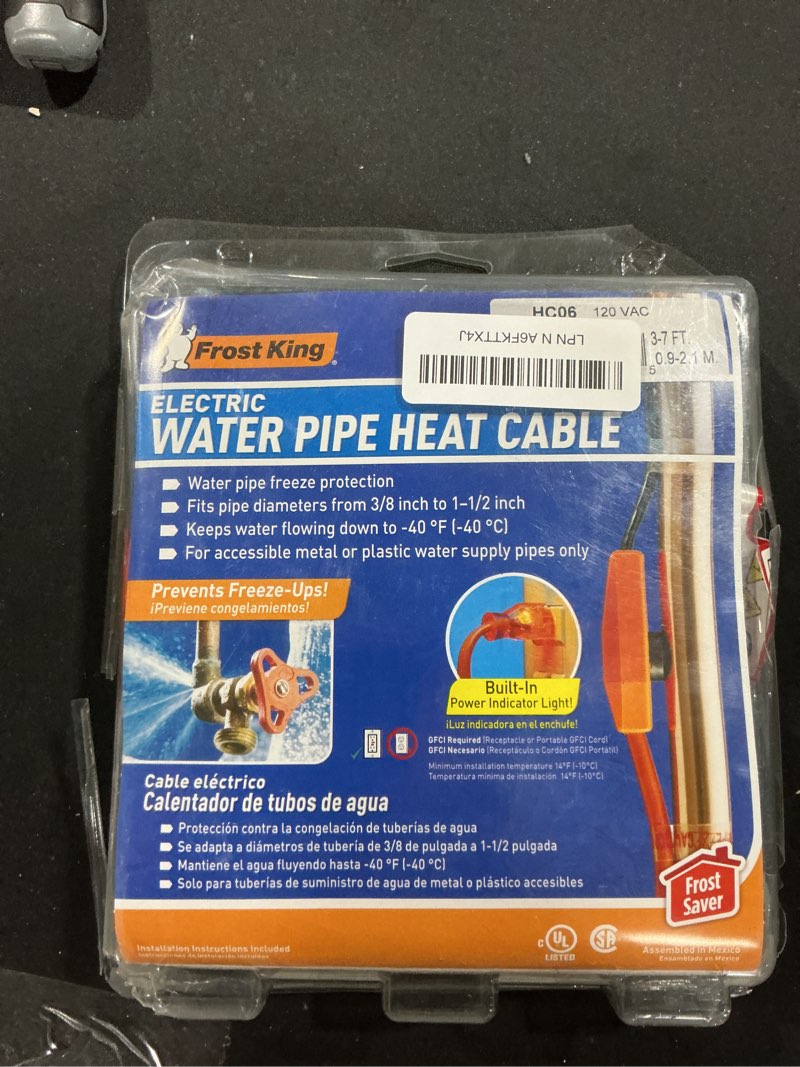 HC06 120 VAC
LPN N A6FKTTX4J
3-7 FT.
0.9-2.1 M.
5
Frost King
ELECTRIC
WATER PIPE HEAT CABLE
Water pipe freeze protection
Fits pipe diameters from 3/8 inch to 1-1/2 inch
Keeps water flowing down to -40 °F (-40 °C)
For accessible metal or plastic water supply pipes only
Prevents Freeze-Ups!
¡Previene congelamientos!
Built-In
Power Indicator Light!
¡Luz indicadora en el enchufe!
GFCI Required (Receptacle or Portable GFCI Cord)
GFCI Necesario (Receptáculo o Cordón GFCI Portátil)
Minimum installation temperature 14°F (-10°C)
Temperatura mínima de instalación 14°F (-10°C)
Cable eléctrico
Calentador de tubos de agua
Protección contra la congelación de tuberías de agua
Se adapta a diámetros de tubería de 3/8 de pulgada a 1-1/2 pulgada
Mantiene el agua fluyendo hasta -40 °F (-40 °C)
Solo para tuberías de suministro de agua de metal o plástico accesibles
Frost
Saver
Installation Instructions Included
Instrucciones de instalación incluidas
C UL
LISTED
SA
Assembled in Mexico
Ensamblado en Mexico